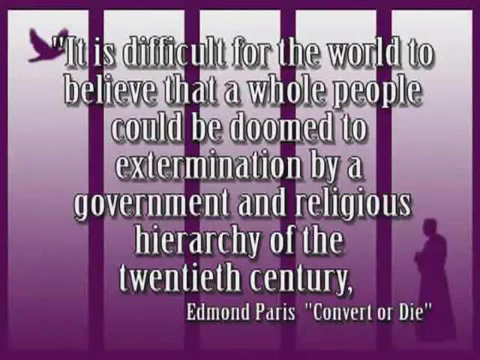 "It is difficult for the world to
believe that a whole people
could be doomed to
extermination by a
government and religious
hierarchy of the
twentieth century,
Edmond Paris "Convert or Die"